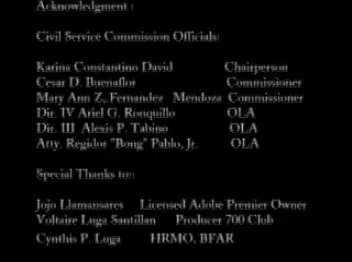 Acknowledgment :
Civil Service Commission Officials:
Karina Constantino David Chairperson
Cesar D. Buenaflor Commissioner
Mary Ann Z,.Fernandez Mendoza Commissioner
Dir. IV Ariel G. Ronquillo OLA
Dir. III Alexis P. Tabino OLA
Atty. Regidor "Bong" Pablo, Jr. OLA
Special Thanks to::
Jojo Llamansares Licensed Adobe Premier Owner
Voltaire Luga Santillan Producer 700 Club
Cynthis P. Luga HRMO, BFAR